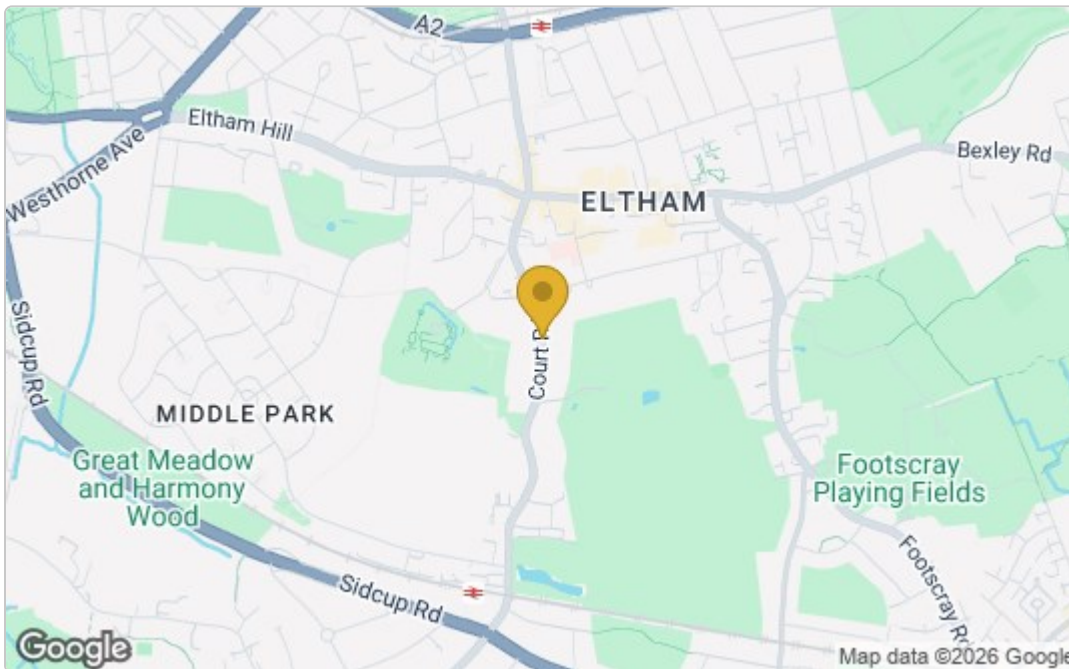 A2
Eltham Hill
Westhorne Ave
Bexley Rd
ELTHAM
Sidcup Rd
Court
MIDDLE PARK
Great Meadow
and Harmony
Wood
Footscray
Playing Fields
Footscray Rd
Sidcup Rd
Google
Map data ©2026 Google